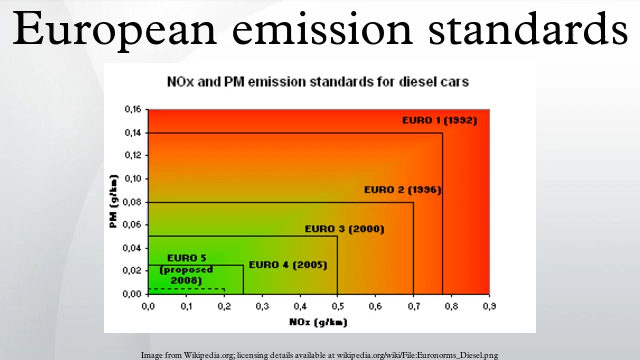 European emission standards
NOx and PM emission standards for diesel cars
0,16
0,14
0,12
0,10
0,08
0,06
0,04
0,02
0,00
PM (g/km)
EURO 1 (1992)
EURO 2 (1996)
EURO 3 (2000)
EURO 4 (2005)
EURO 5
(proposed
2008)
0,0 0,1 0,2 0,3 0,4 0,5 0,6 0,7 0,8 0,9
NOx (g/km)
Image from Wikipedia.org; licensing details available at wikipedia.org/wiki/File:Euronorms_Diesel.png